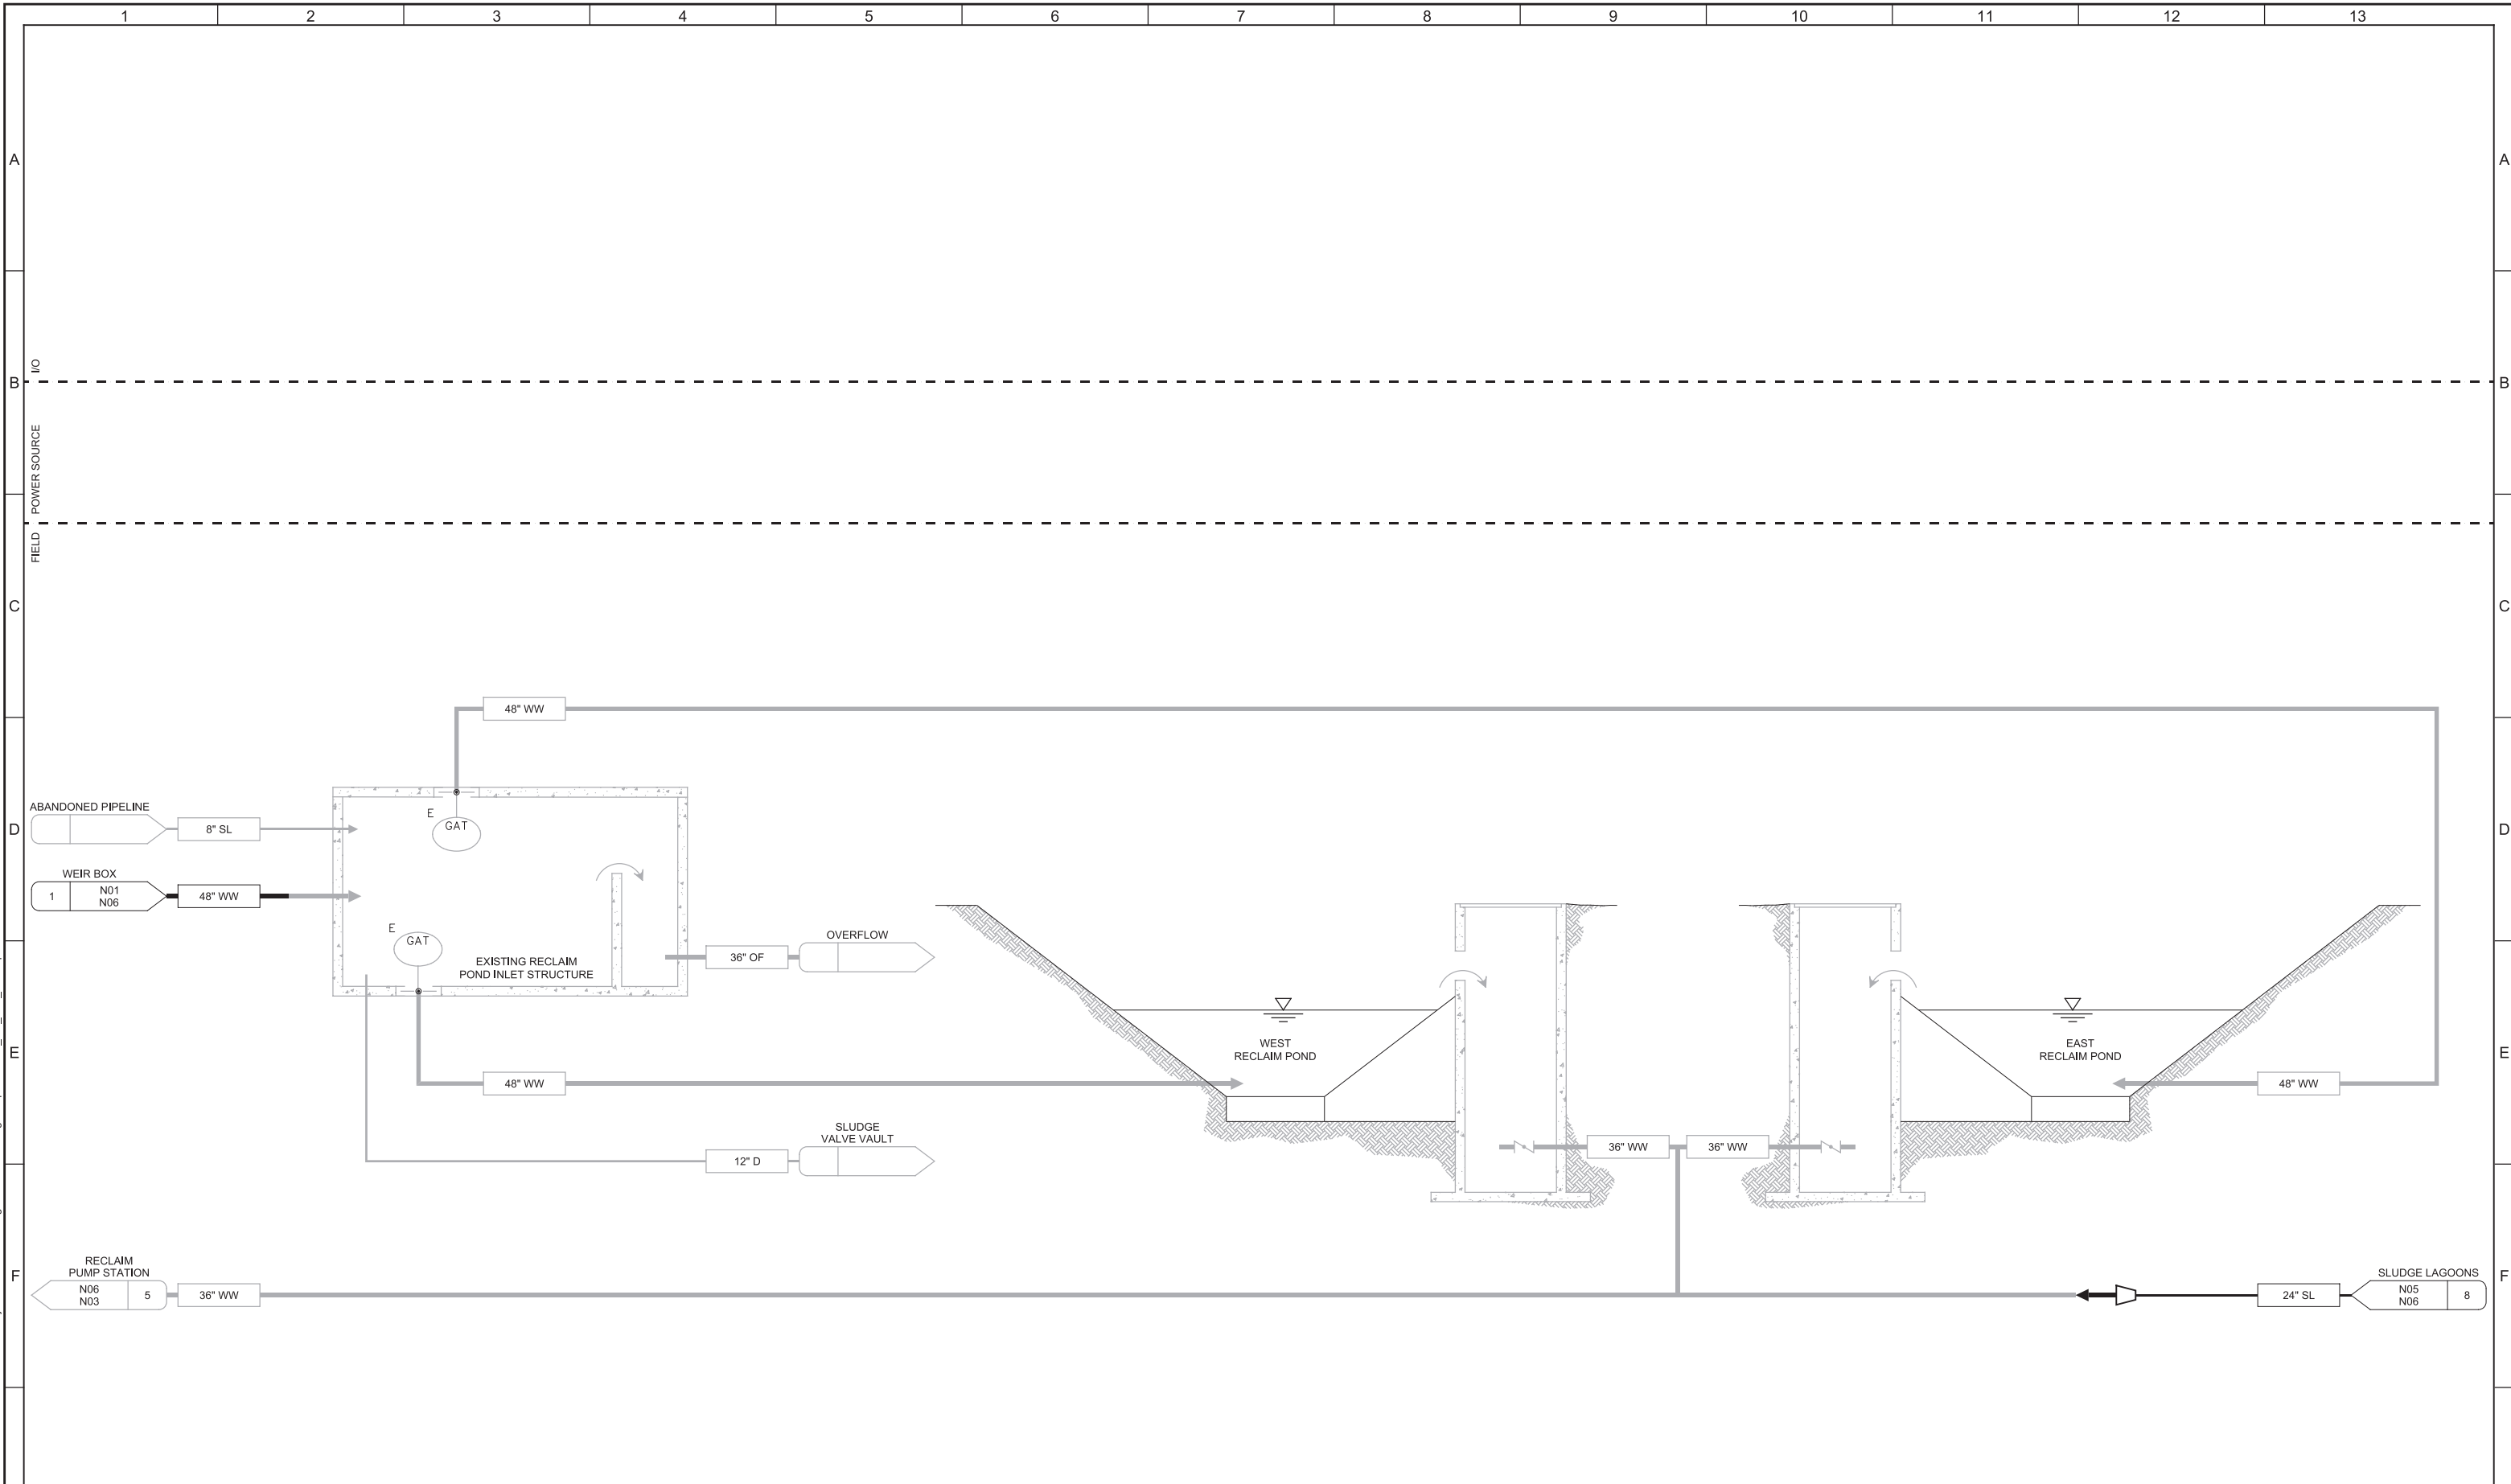 1 2 3 4 5 6 7 8 9 10 11 12 13
A A
I/O
B B
POWER SOURCE
FIELD
C C
48" WW
ABANDONED PIPELINE
8" SL
E
GAT
D D
WEIR BOX
1
N01
N06
48" WW
E
GAT
EXISTING RECLAIM
POND INLET STRUCTURE
36" OF
OVERFLOW
WEST
RECLAIM POND
EAST
RECLAIM POND
E E
48" WW
48" WW
SLUDGE
VALVE VAULT
12" D
36" WW
36" WW
RECLAIM
PUMP STATION
N06
N03
5
36" WW
F F
SLUDGE LAGOONS
24" SL
N05
N06
8